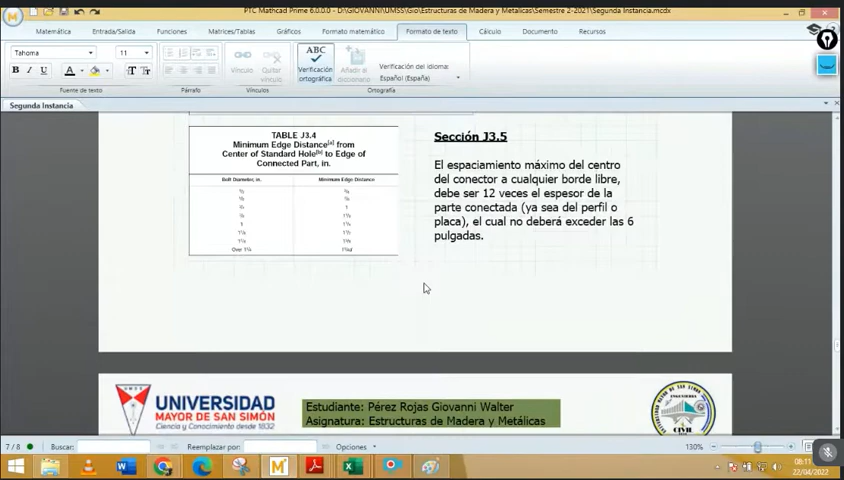 PTC Mathcad Prime 6.0.0.0 - D:\GIOVANNI\UMSS\Gio\Estructuras de Madera y Metalicas\Semestre 2-2021\Segunda Instancia.mcdx
Matemática Entrada/Salida Funciones Matrices/Tablas Gráficos Formato matemático Formato de texto Cálculo Documento Recursos
Tahoma 11
B I U A
ABC
Verificación
ortográfica
Vínculo
Quitar
vínculo
Añadir el
diccionario
Verificación del idioma:
Español (España)
Fuente de texto Párrafo Vínculos Ortografía
Segunda Instancia
TABLE J3.4
Minimum Edge Distance[a] from
Center of Standard Hole[b] to Edge of
Connected Part, in.
Bolt Diameter, in. Minimum Edge Distance
Sección J3.5
El espaciamiento máximo del centro
del conector a cualquier borde libre,
debe ser 12 veces el espesor de la
parte conectada (ya sea del perfil o
placa), el cual no deberá exceder las 6
pulgadas.
UMSS
UNIVERSIDAD
MAYOR DE SAN SIMÓN
Ciencia y Conocimiento desde 1832
Estudiante: Pérez Rojas Giovanni Walter
Asignatura: Estructuras de Madera y Metálicas
CIVIL
7 / 8 Buscar: Reemplazar por: Opciones 130%
08:11
22/04/2022